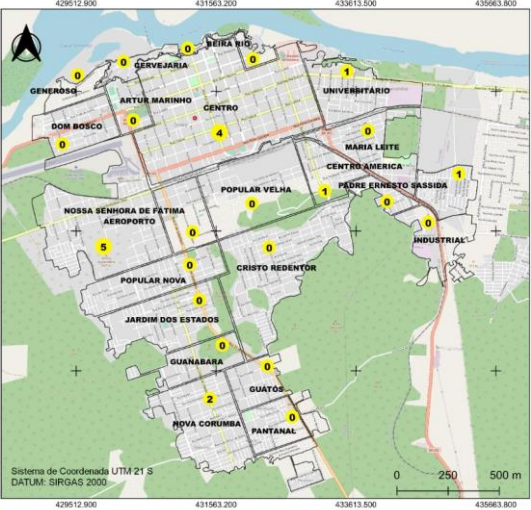 429512.900 431563.200 433613.500 435663.800
BEIRA RIO
0 0
CERVEJARIA
0 0 1
GENEROSO
UNIVERSITÁRIO
ARTUR MARINHO
CENTRO
DOM BOSCO
0 4 0
0
MARIA LEITE
CENTRO AMERICA
1
PADRE ERNESTO SASSIDA
POPULAR VELHA
1
0 0
NOSSA SENHORA DE FÁTIMA
AEROPORTO
0
0
5 0
INDUSTRIAL
0
CRISTO REDENTOR
POPULAR NOVA
0
JARDIM DOS ESTADOS
0
GUANABARA
0
GUATÓS
2
0
NOVA CORUMBA
PANTANAL
Sistema de Coordenada UTM 21 S
DATUM: SIRGAS 2000
0 250 500 m
429512.900 431563.200 433613.500 435663.800